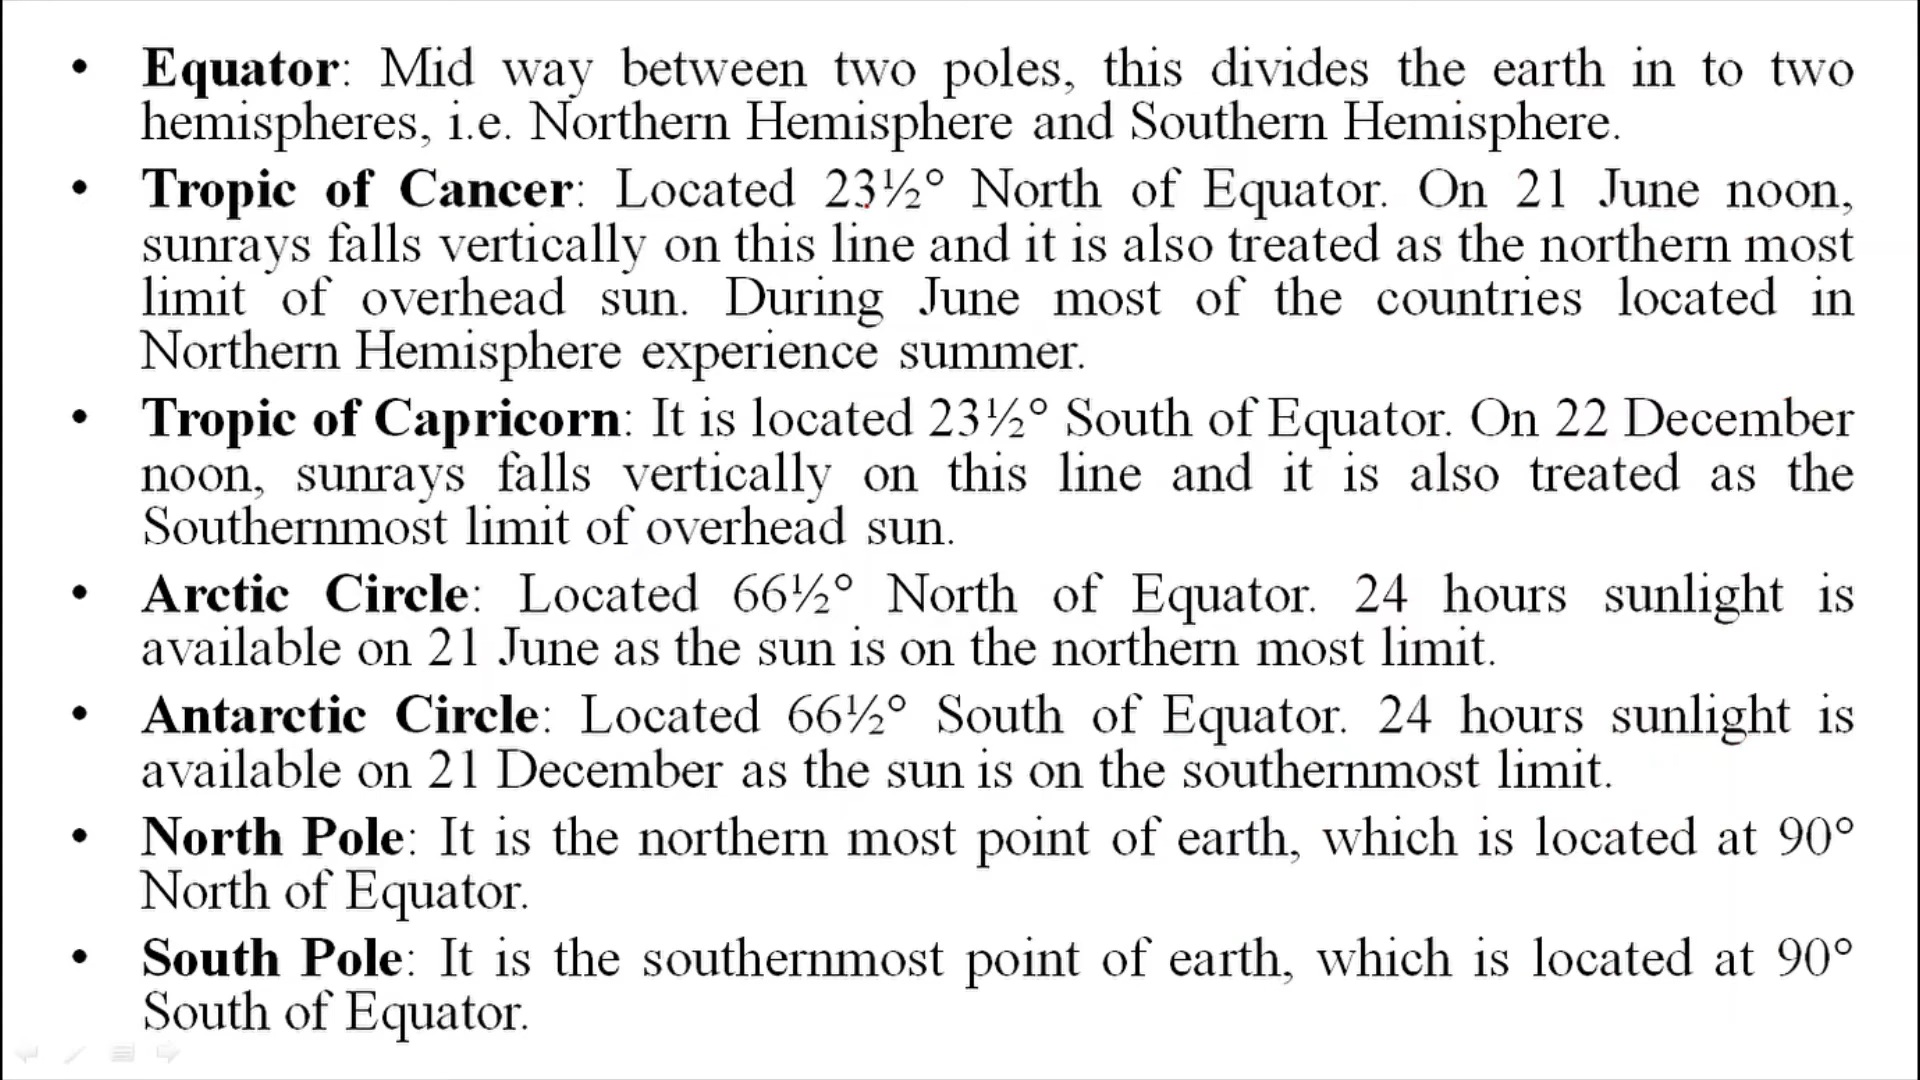 • Equator: Mid way between two poles, this divides the earth in to two
hemispheres, i.e. Northern Hemisphere and Southern Hemisphere.
• Tropic of Cancer: Located 23½° North of Equator. On 21 June noon,
sunrays falls vertically on this line and it is also treated as the northern most
limit of overhead sun. During June most of the countries located in
Northern Hemisphere experience summer.
• Tropic of Capricorn: It is located 23½° South of Equator. On 22 December
noon, sunrays falls vertically on this line and it is also treated as the
Southernmost limit of overhead sun.
• Arctic Circle: Located 66½° North of Equator. 24 hours sunlight is
available on 21 June as the sun is on the northern most limit.
• Antarctic Circle: Located 66½° South of Equator. 24 hours sunlight is
available on 21 December as the sun is on the southernmost limit.
• North Pole: It is the northern most point of earth, which is located at 90°
North of Equator.
• South Pole: It is the southernmost point of earth, which is located at 90°
South of Equator.